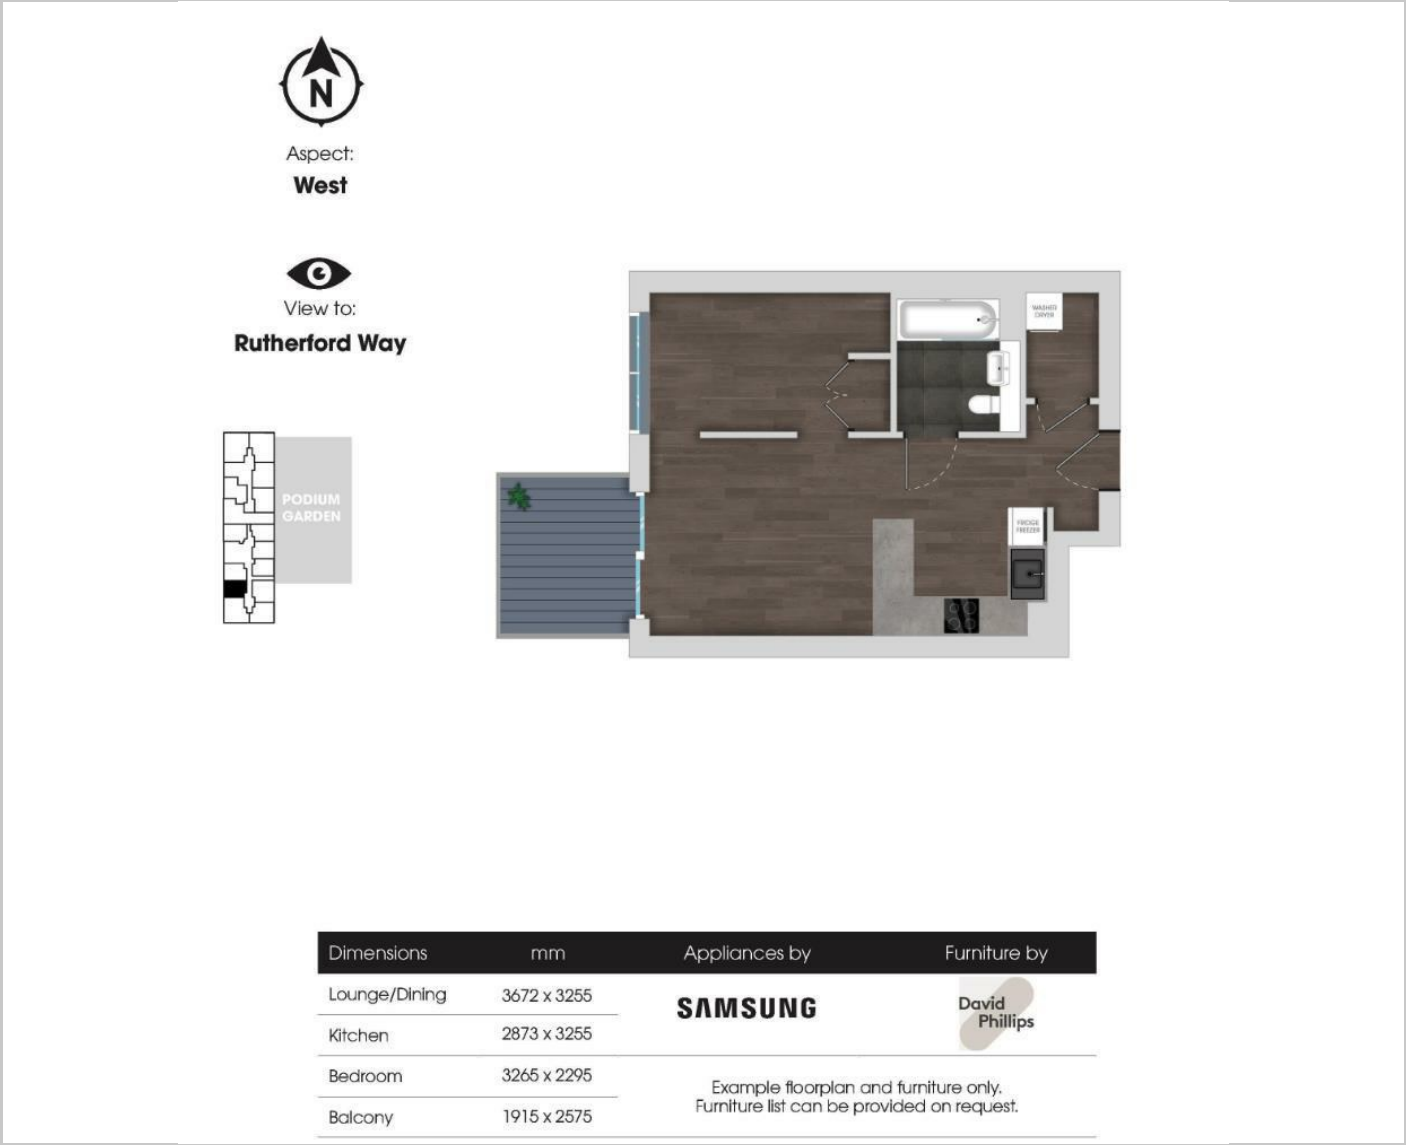 N
Aspect:
West
View to:
Rutherford Way
PODIUM
GARDEN
WASHER
DRYER
FRIDGE
FREEZER
Dimensions mm Appliances by Furniture by
Lounge/Dining 3672 x 3255
SAMSUNG
David
Phillips
Kitchen 2873 x 3255
Bedroom 3265 x 2295
Balcony 1915 x 2575
Example floorplan and furniture only.
Furniture list can be provided on request.